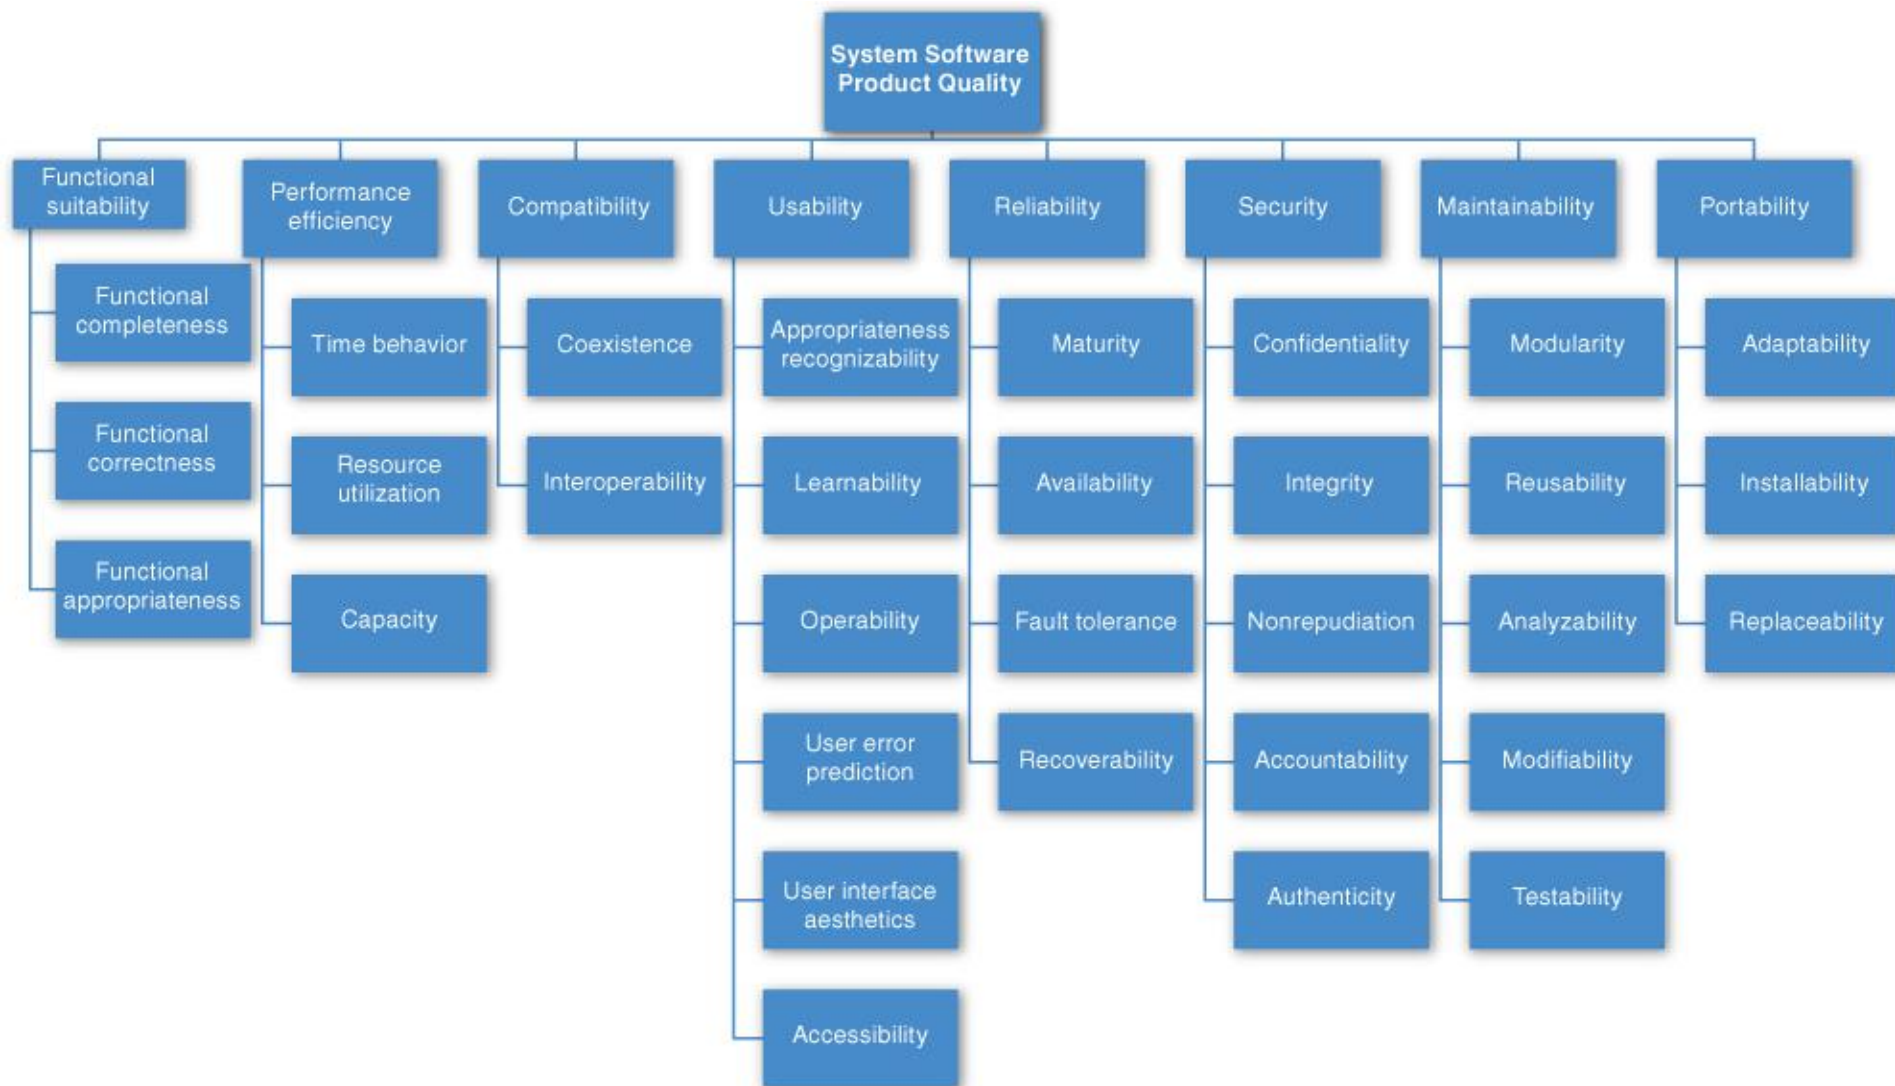 System Software
Product Quality
Functional
suitability
Performance
efficiency
Compatibility
Usability
Reliability
Security
Maintainability
Portability
Functional
completeness
Functional
correctness
Functional
appropriateness
Time behavior
Resource
utilization
Capacity
Coexistence
Interoperability
Appropriateness
recognizability
Learnability
Operability
User error
prediction
User interface
aesthetics
Accessibility
Maturity
Availability
Fault tolerance
Recoverability
Confidentiality
Integrity
Nonrepudiation
Accountability
Authenticity
Modularity
Reusability
Analyzability
Modifiability
Testability
Adaptability
Installability
Replaceability